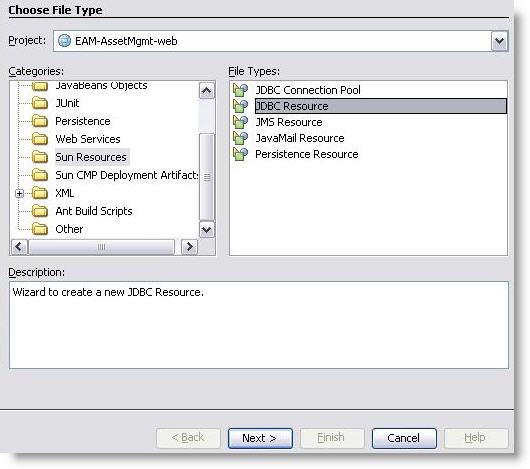 Choose File Type
Project: EAM-AssetMgmt-web
Categories:
JavaBeans Objects
JUnit
Persistence
Web Services
Sun Resources
Sun CMP Deployment Artifacts
XML
Ant Build Scripts
Other
File Types:
JDBC Connection Pool
JDBC Resource
JMS Resource
JavaMail Resource
Persistence Resource
Description:
Wizard to create a new JDBC Resource.
< Back Next > Finish Cancel Help